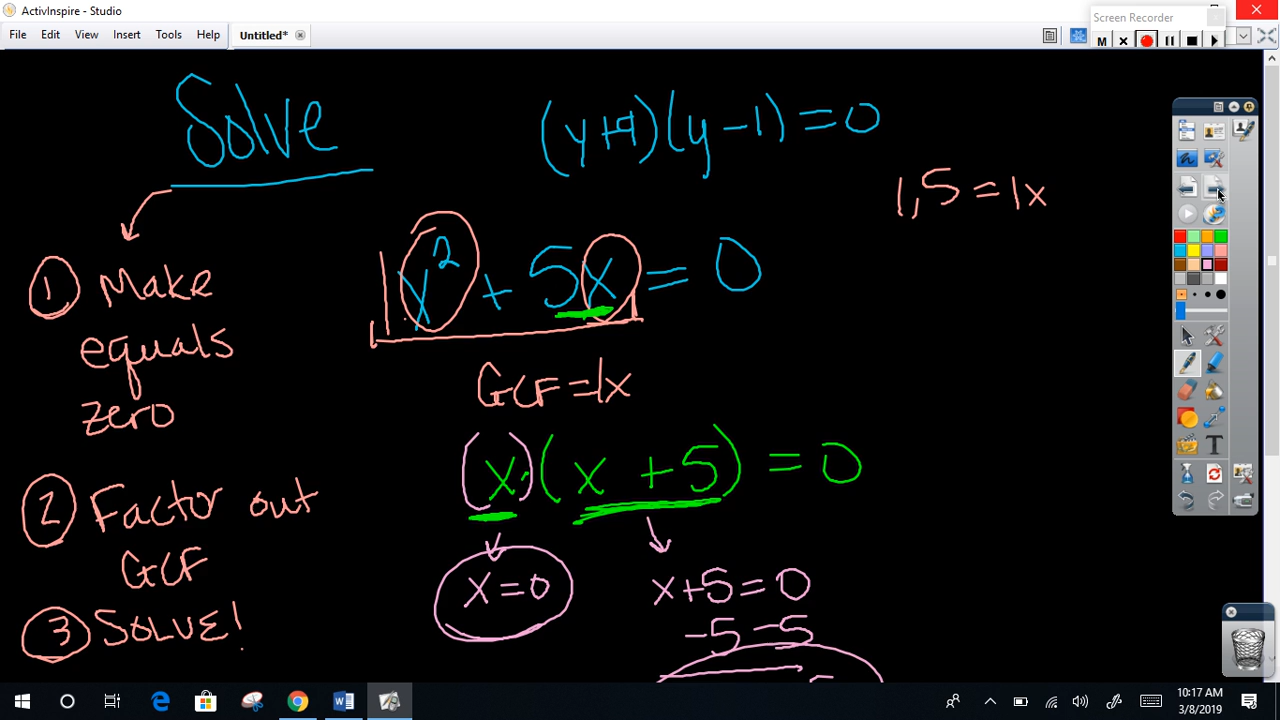 ActivInspire - Studio
Screen Recorder
File Edit View Insert Tools Help Untitled*
M
Solve
(y+9)(y-1)=0
1,5=1x
x² + 5x = 0
① Make
equals
zero
GCF=1x
(x)·(x+5)=0
② Factor out
GCF
x=0
x+5=0
③ SOLVE!
-5 -5
T
10:17 AM
3/8/2019